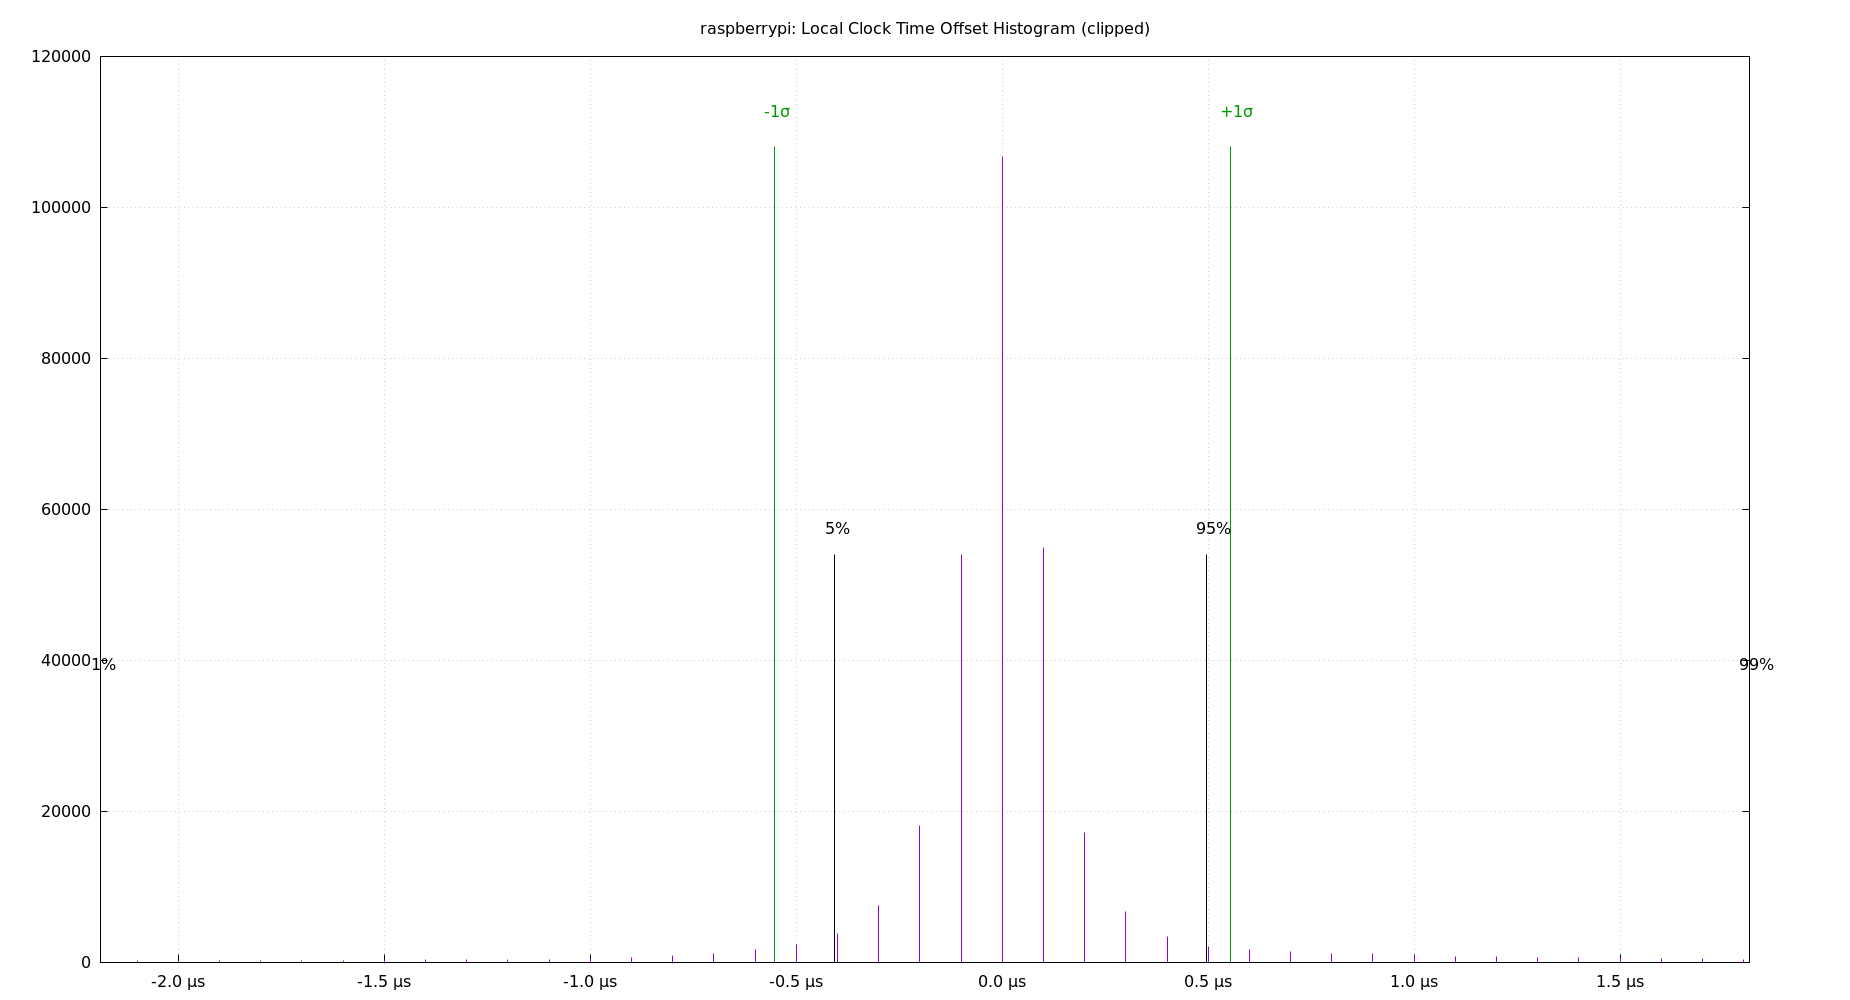 raspberrypi: Local Clock Time Offset Histogram (clipped)
120000
-1σ +1σ
100000
80000
60000
5% 95%
40000 1% 99%
20000
0
-2.0 µs -1.5 µs -1.0 µs -0.5 µs 0.0 µs 0.5 µs 1.0 µs 1.5 µs